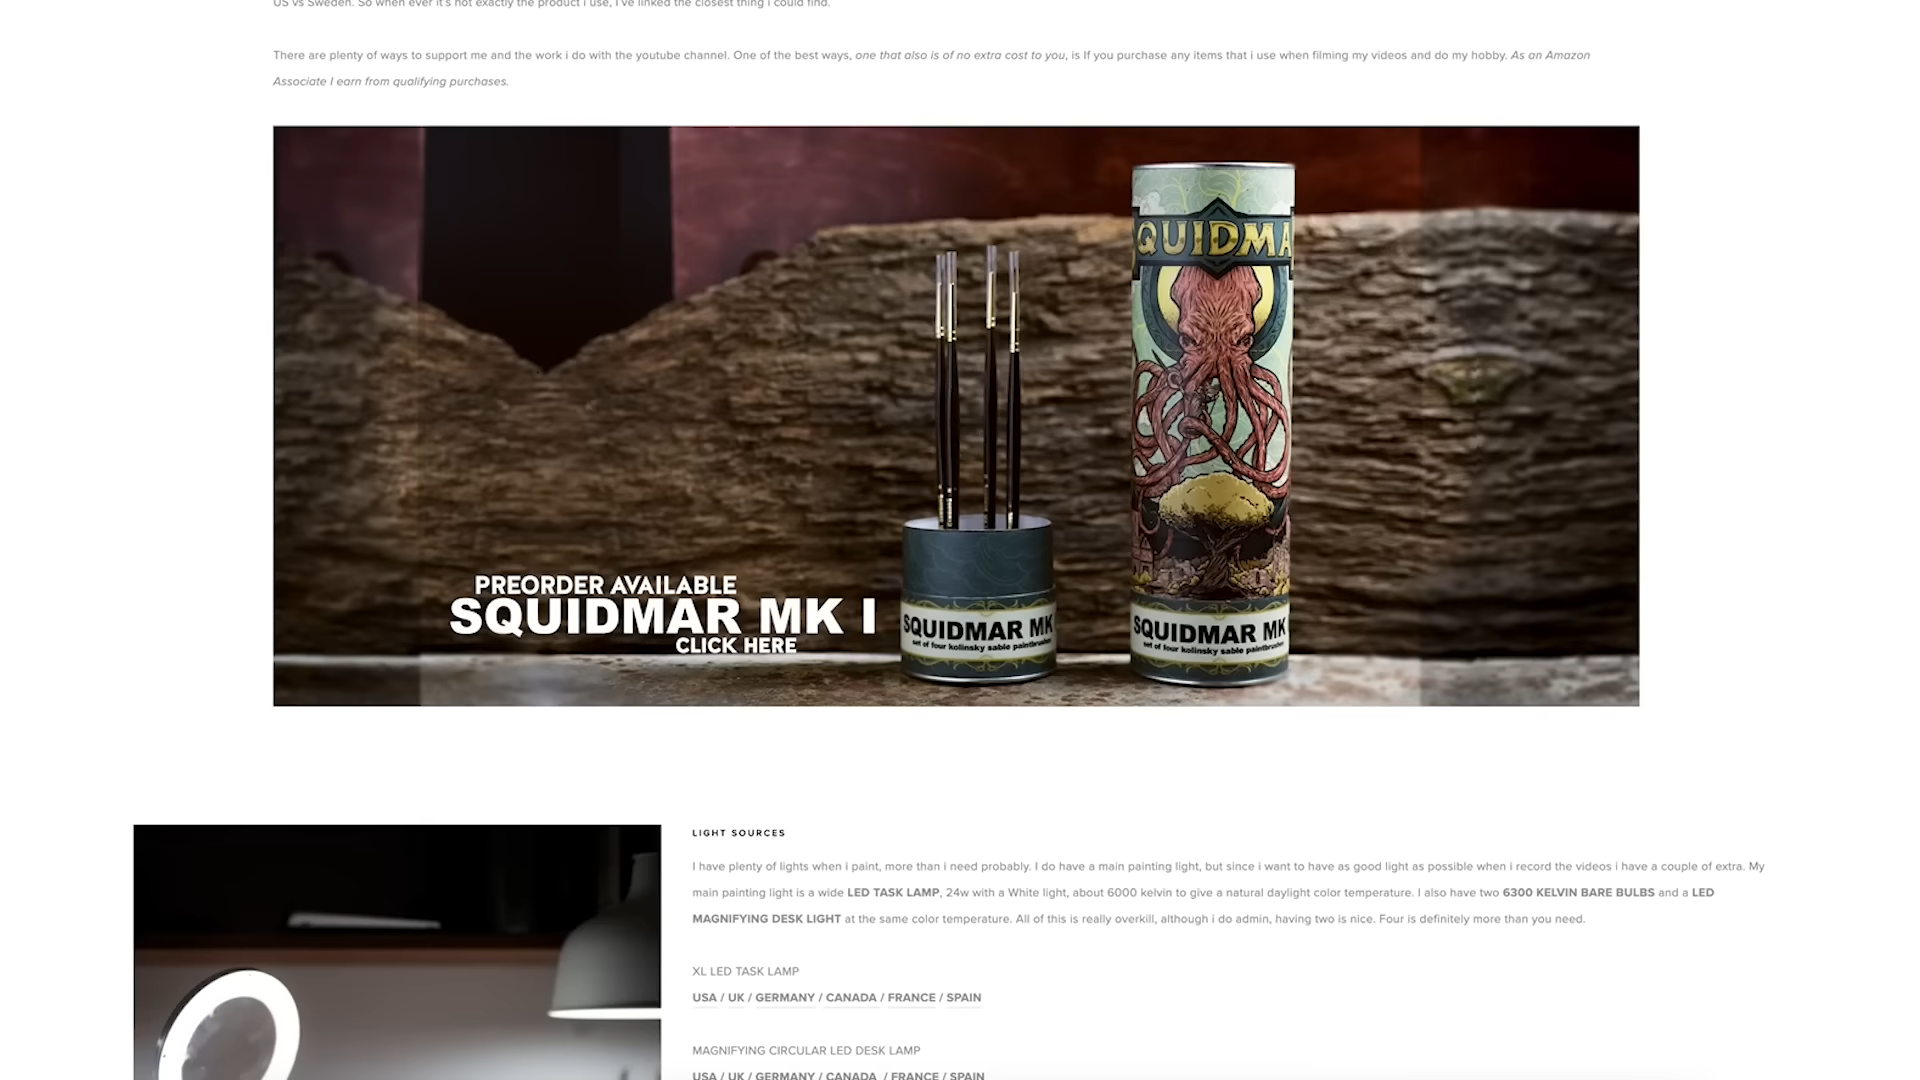 US vs Sweden. So when ever it's not exactly the product i use, I've linked the closest thing i could find.
There are plenty of ways to support me and the work i do with the youtube channel. One of the best ways, one that also is of no extra cost to you, is If you purchase any items that i use when filming my videos and do my hobby. As an Amazon
Associate I earn from qualifying purchases.
QUIDMA
PREORDER AVAILABLE
SQUIDMAR MK I
CLICK HERE
SQUIDMAR MK
set of four kolinsky sable paintbrushes
SQUIDMAR MK
set of four kolinsky sable paintbrushes
LIGHT SOURCES
I have plenty of lights when i paint, more than i need probably. I do have a main painting light, but since i want to have as good light as possible when i record the videos i have a couple of extra. My
main painting light is a wide LED TASK LAMP, 24w with a White light, about 6000 kelvin to give a natural daylight color temperature. I also have two 6300 KELVIN BARE BULBS and a LED
MAGNIFYING DESK LIGHT at the same color temperature. All of this is really overkill, although i do admin, having two is nice. Four is definitely more than you need.
XL LED TASK LAMP
USA / UK / GERMANY / CANADA / FRANCE / SPAIN
MAGNIFYING CIRCULAR LED DESK LAMP
USA / UK / GERMANY / CANADA / FRANCE / SPAIN